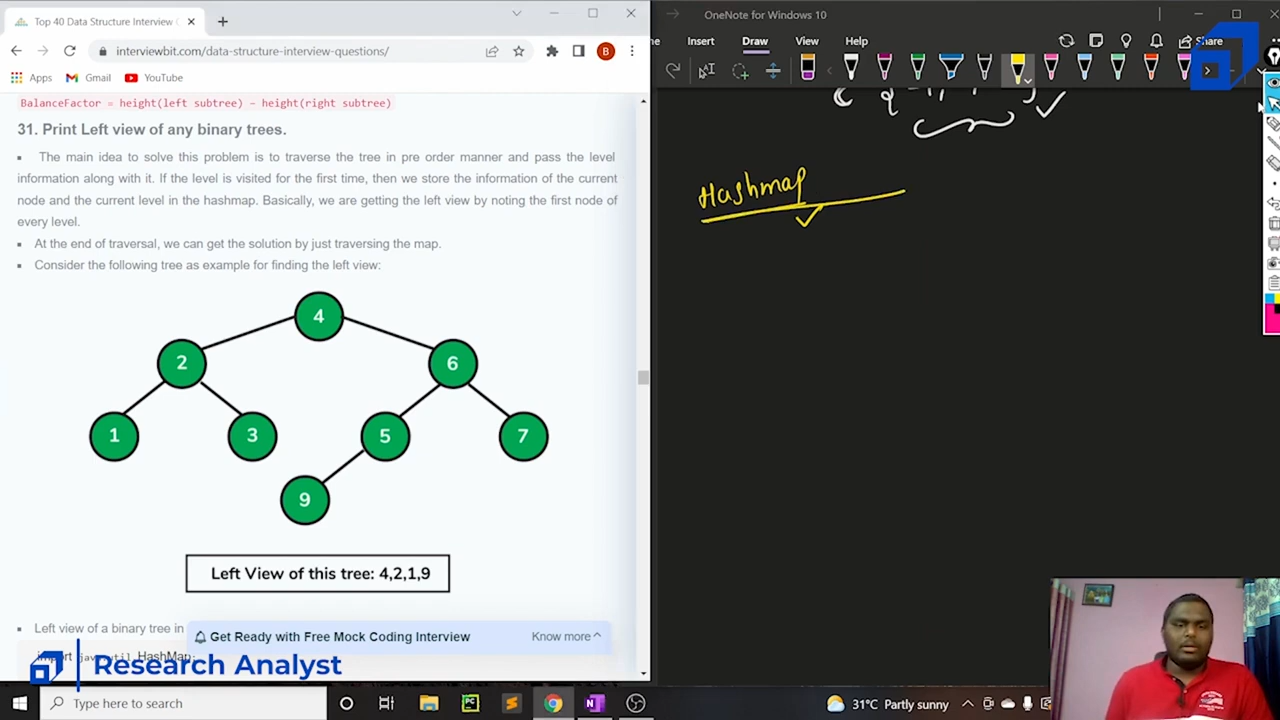 Top 40 Data Structure Interview
OneNote for Windows 10
interviewbit.com/data-structure-interview-questions/
B
Insert
Draw
View
Help
Share
Apps
Gmail
YouTube
BalanceFactor = height(left subtree) – height(right subtree)
31. Print Left view of any binary trees.
The main idea to solve this problem is to traverse the tree in pre order manner and pass the level
information along with it. If the level is visited for the first time, then we store the information of the current
node and the current level in the hashmap. Basically, we are getting the left view by noting the first node of
every level.
At the end of traversal, we can get the solution by just traversing the map.
Consider the following tree as example for finding the left view:
Hashmap
4
2
6
1
3
5
7
9
Left View of this tree: 4,2,1,9
Left view of a binary tree in
Get Ready with Free Mock Coding Interview
Know more
import java.util.HashMap;
Research Analyst
Type here to search
31°C Partly sunny